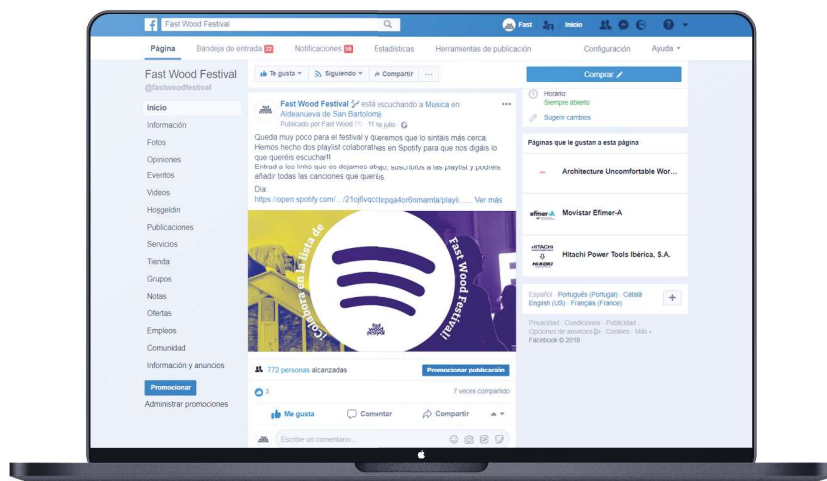 Fast Wood Festival
Fast
Inicio
Página
Bandeja de entrada 22
Notificaciones 58
Estadísticas
Herramientas de publicación
Configuración
Ayuda
Fast Wood Festival
@fastwoodfestival
Inicio
Información
Fotos
Opiniones
Eventos
Videos
Hosgeldin
Publicaciones
Servicios
Tienda
Grupos
Notas
Ofertas
Empleos
Comunidad
Información y anuncios
Promocionar
Administrar promociones
Te gusta
Siguiendo
Compartir
Fast Wood Festival está escuchando a Musica en
Aldeanueva de San Bartolomé
Publicado por Fast Wood [?] · 11 de julio
Queda muy poco para el festival y queremos que lo sintáis más cerca.
Hemos hecho dos playlist colaborativas en Spotify para que nos digáis lo
que queréis escuchar!!
Entrad a los links que os dejamos abajo, suscribíos a las playlist y podréis
añadir todas las canciones que queráis.
Dia:
https://open.spotify.com/.../21oj6vqcctirpqa4or6nmamta/playli...... Ver más
¡Colabora en la lista de
Fast Wood Festival!
fast
wood
festival
772 personas alcanzadas
Promocionar publicación
3
7 veces compartido
Me gusta
Comentar
Compartir
Escribe un comentario...
Comprar
Horario:
Siempre abierto
Sugerir cambios
Páginas que le gustan a esta página
Architecture Uncomfortable Wor...
efimer-A
Movistar Efimer-A
HITACHI
HiKOKI
Hitachi Power Tools Ibérica, S.A.
Español · Português (Portugal) · Català
English (US) · Français (France)
Privacidad · Condiciones · Publicidad
Opciones de anuncios · Cookies · Más
Facebook © 2018